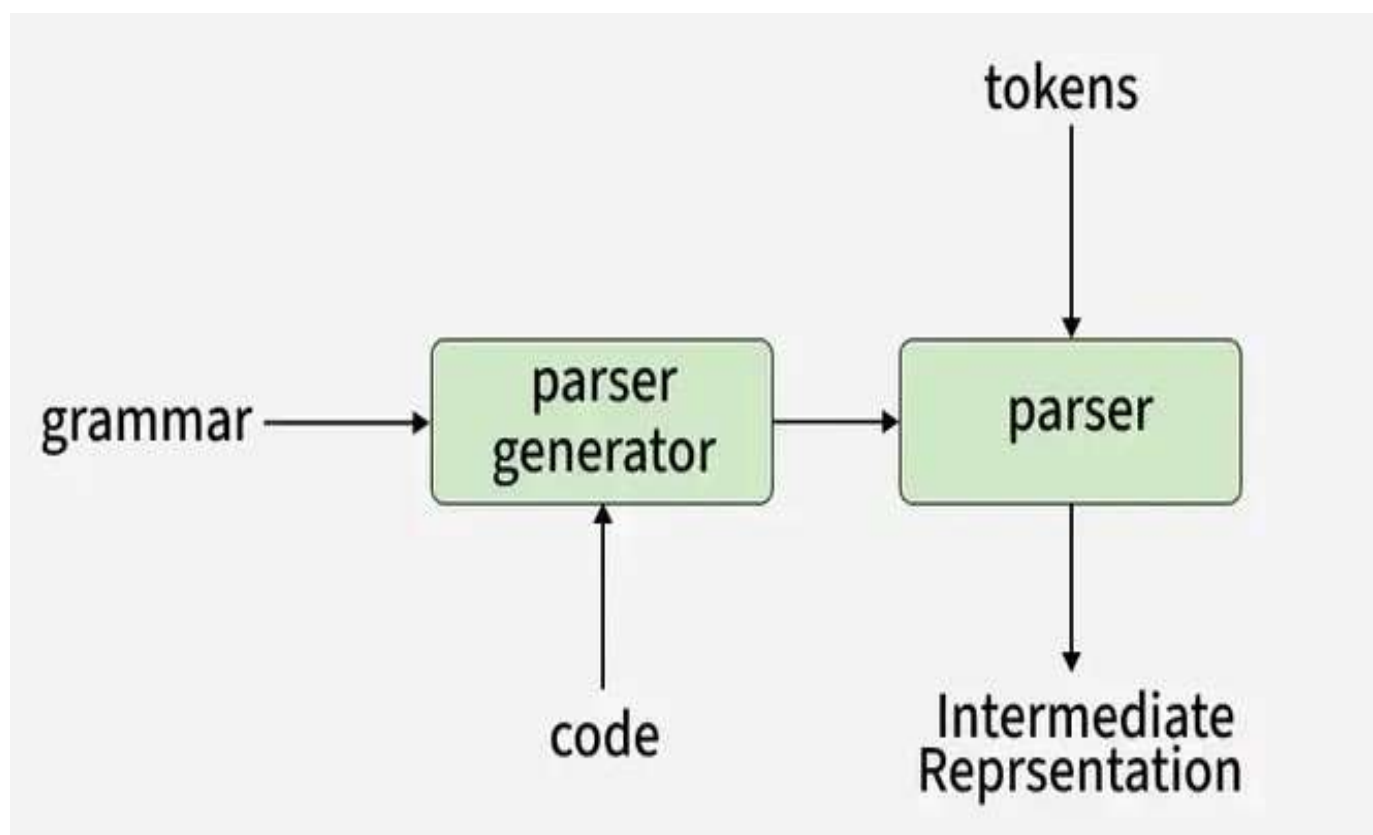 tokens
grammar
parser
generator
parser
code
Intermediate
Reprsentation